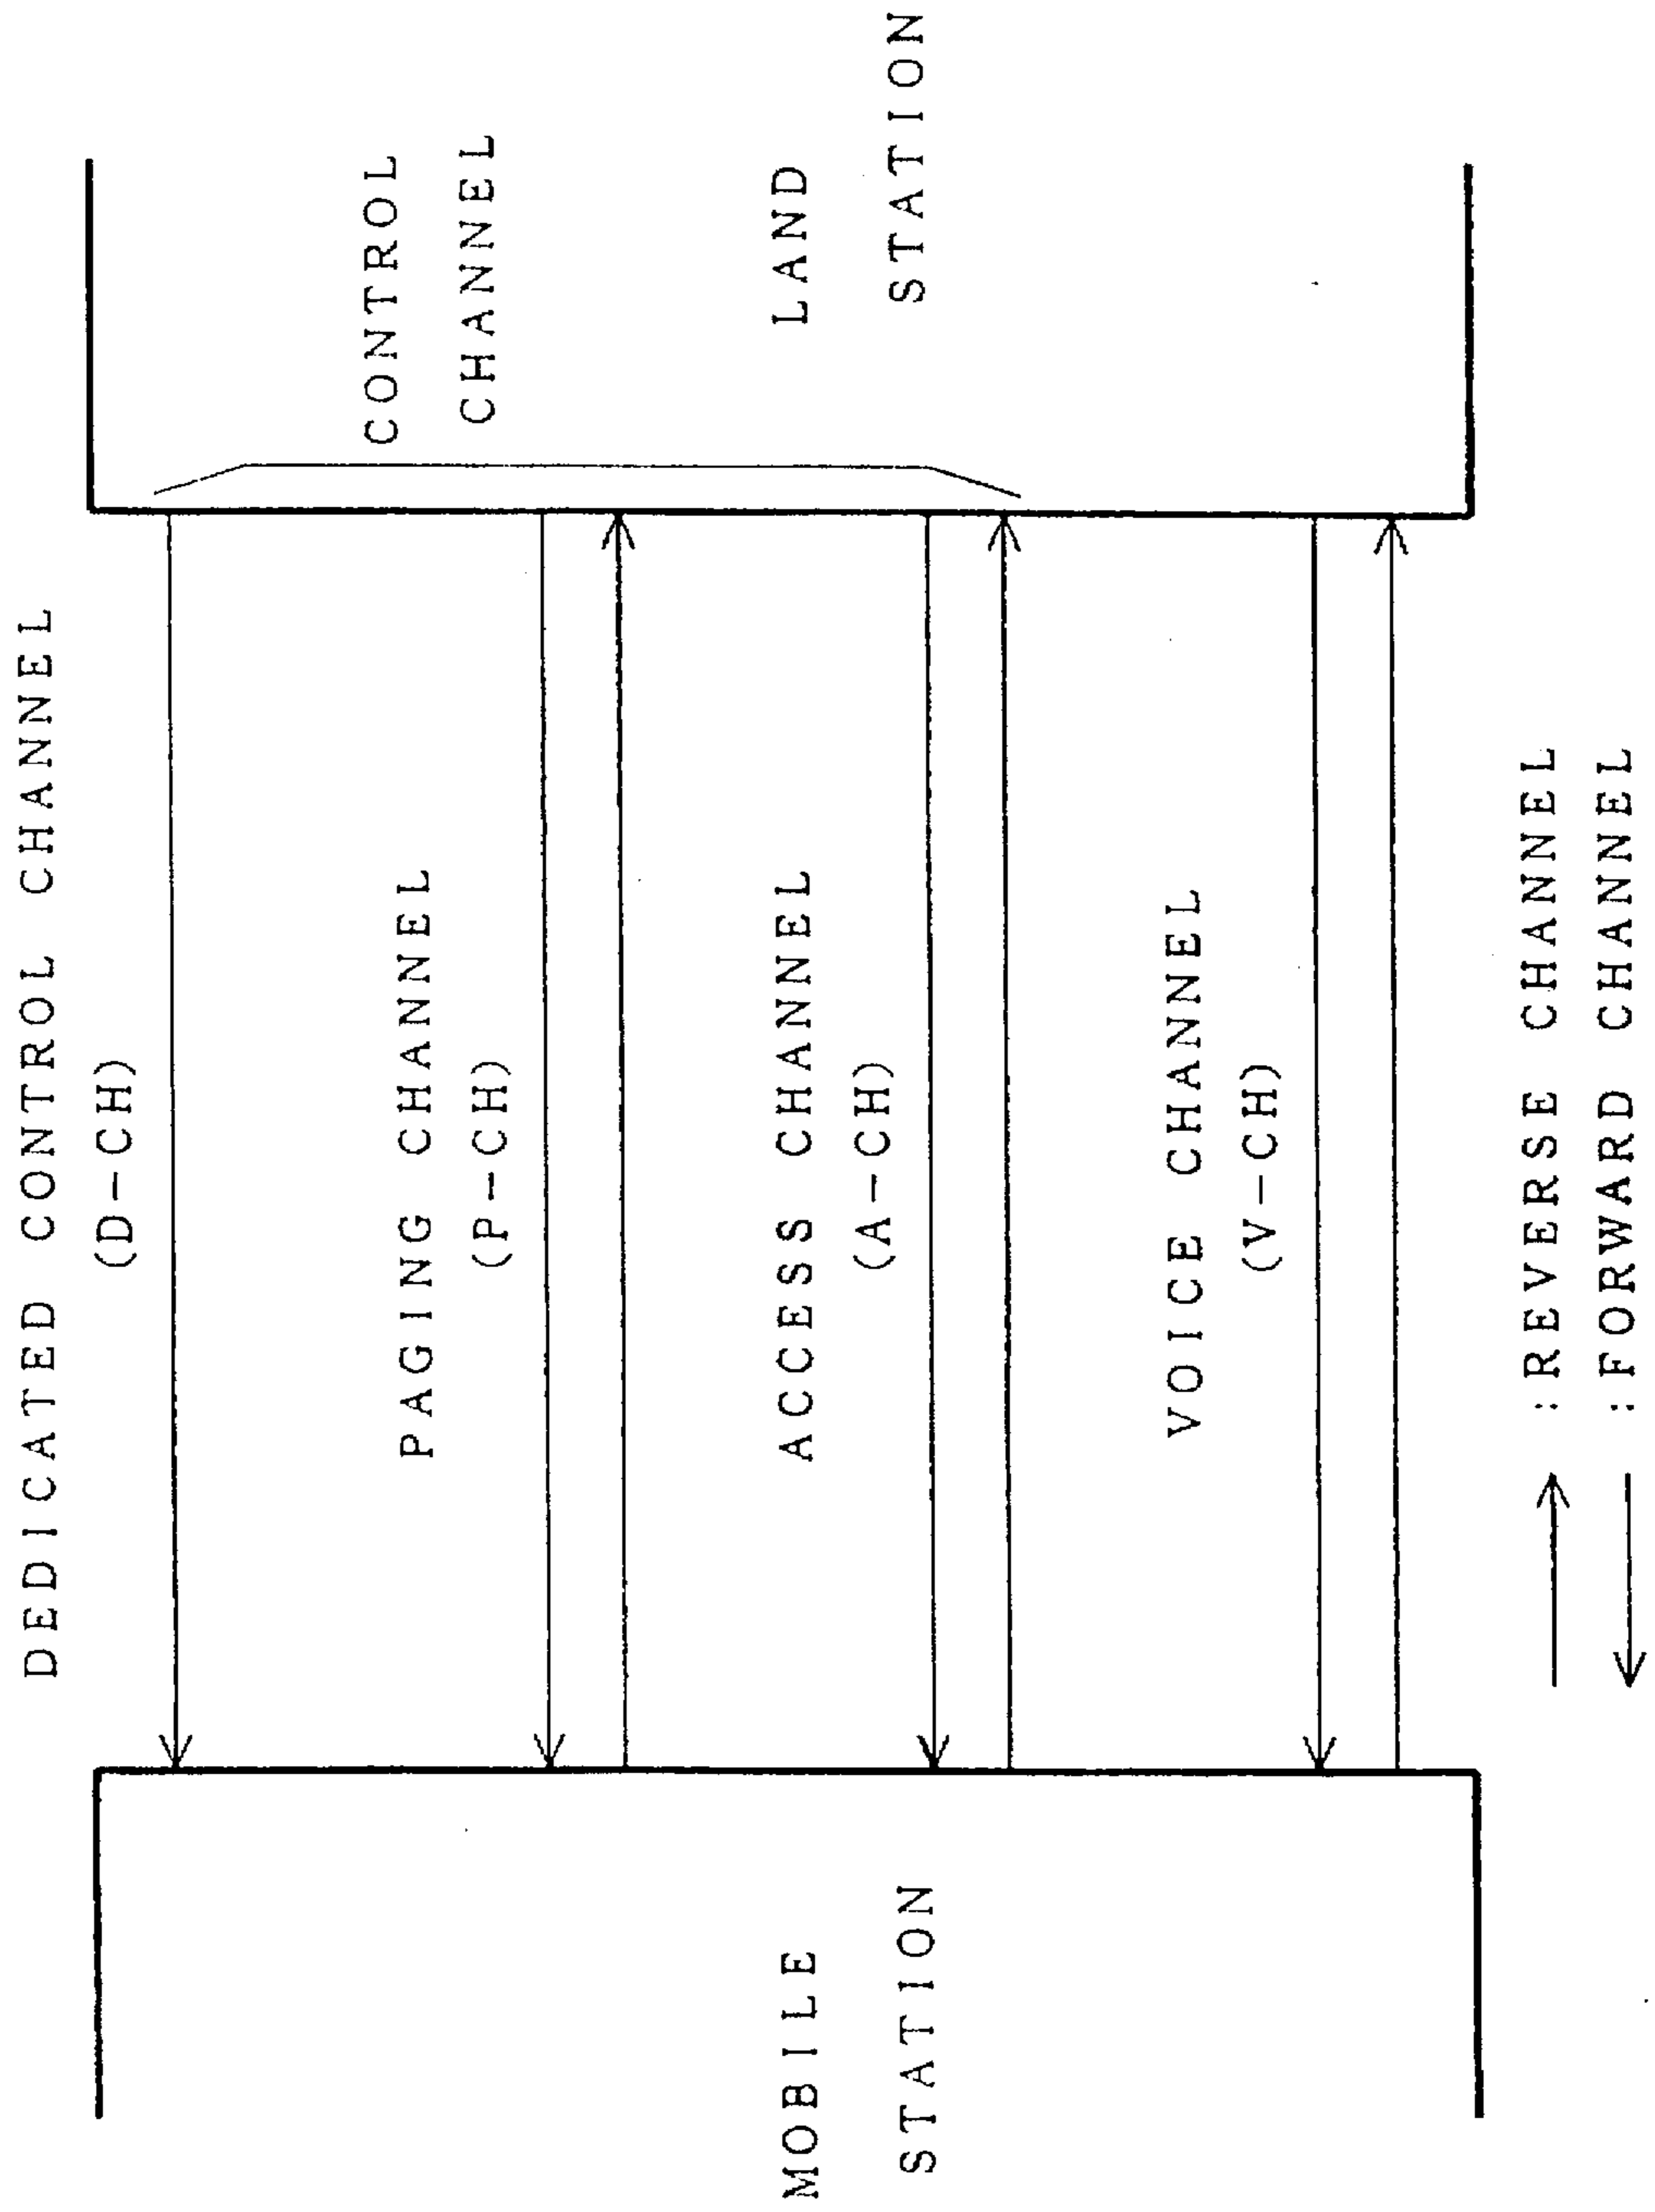 DEDICATED CONTROL CHANNEL
(D-CH)
CONTROL
CHANNEL
PAGING CHANNEL
(P-CH)
MOBILE
STATION
ACCESS CHANNEL
(A-CH)
LAND
STATION
VOICE CHANNEL
(V-CH)
:REVERSE CHANNEL
:FORWARD CHANNEL